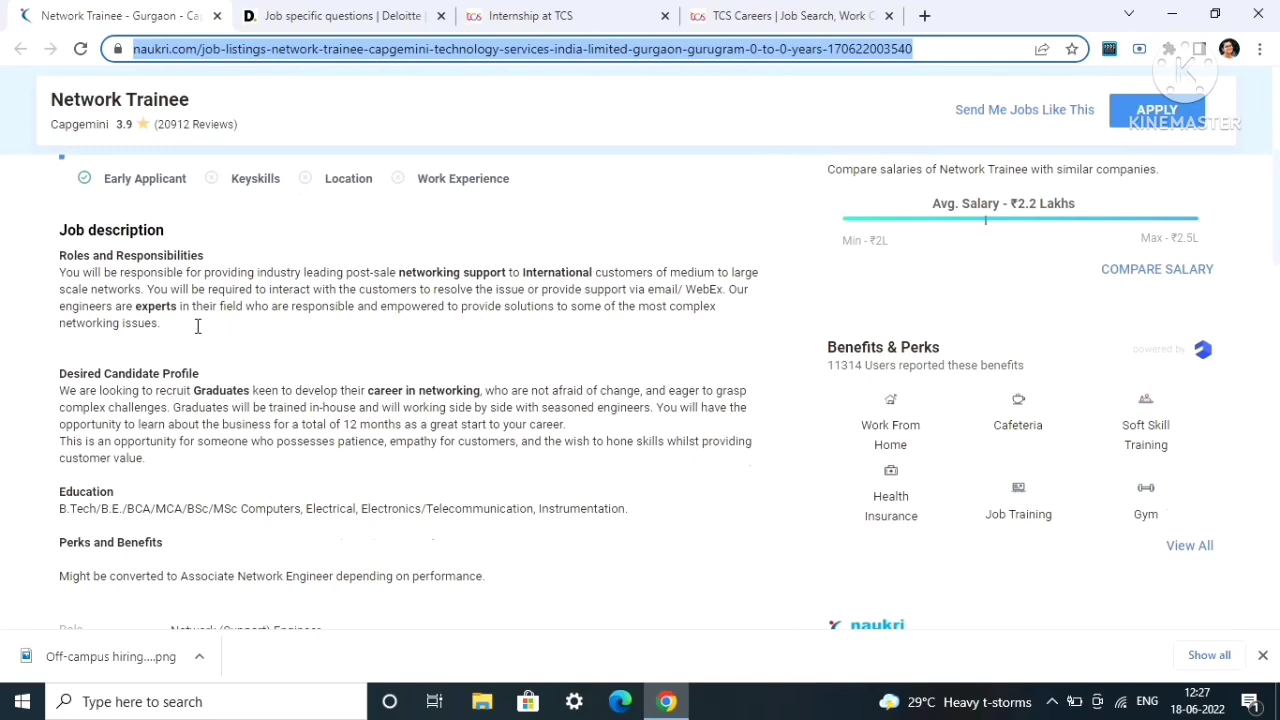 Network Trainee - Gurgaon - Ca
Job specific questions | Deloitte
Internship at TCS
TCS Careers | Job Search, Work C
naukri.com/job-listings-network-trainee-capgemini-technology-services-india-limited-gurgaon-gurugram-0-to-0-years-170622003540
Network Trainee
Capgemini 3.9 (20912 Reviews)
Send Me Jobs Like This
APPLY
KINEMASTER
Early Applicant
Keyskills
Location
Work Experience
Job description
Roles and Responsibilities
You will be responsible for providing industry leading post-sale networking support to International customers of medium to large
scale networks. You will be required to interact with the customers to resolve the issue or provide support via email/ WebEx. Our
engineers are experts in their field who are responsible and empowered to provide solutions to some of the most complex
networking issues.
Desired Candidate Profile
We are looking to recruit Graduates keen to develop their career in networking, who are not afraid of change, and eager to grasp
complex challenges. Graduates will be trained in-house and will working side by side with seasoned engineers. You will have the
opportunity to learn about the business for a total of 12 months as a great start to your career.
This is an opportunity for someone who possesses patience, empathy for customers, and the wish to hone skills whilst providing
customer value.
Education
B.Tech/B.E./BCA/MCA/BSc/MSc Computers, Electrical, Electronics/Telecommunication, Instrumentation.
Perks and Benefits
Might be converted to Associate Network Engineer depending on performance.
Role Network (Support) Engineer
Compare salaries of Network Trainee with similar companies.
Avg. Salary - ₹2.2 Lakhs
Min - ₹2L
Max - ₹2.5L
COMPARE SALARY
Benefits & Perks
powered by
11314 Users reported these benefits
Work From
Home
Cafeteria
Soft Skill
Training
Health
Insurance
Job Training
Gym
View All
naukri
Off-campus hiring....png
Show all
Type here to search
29°C Heavy t-storms
ENG
12:27
18-06-2022